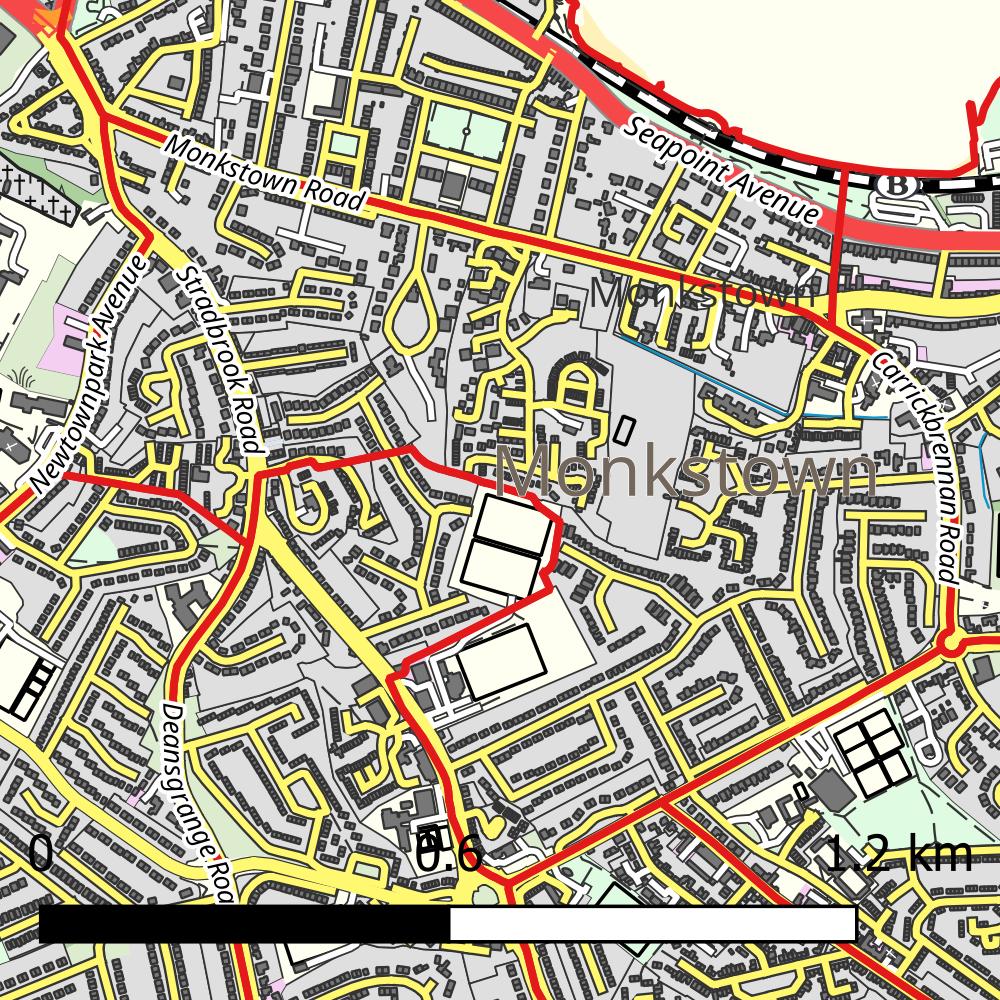 Seapoint Avenue
B
Monkstown Road
Newtownpark Avenue
Stradbrook Road
Monkstown
Carrickbrennan Road
Monkstown
Deansgrange Roa
0
0.6
1.2 km